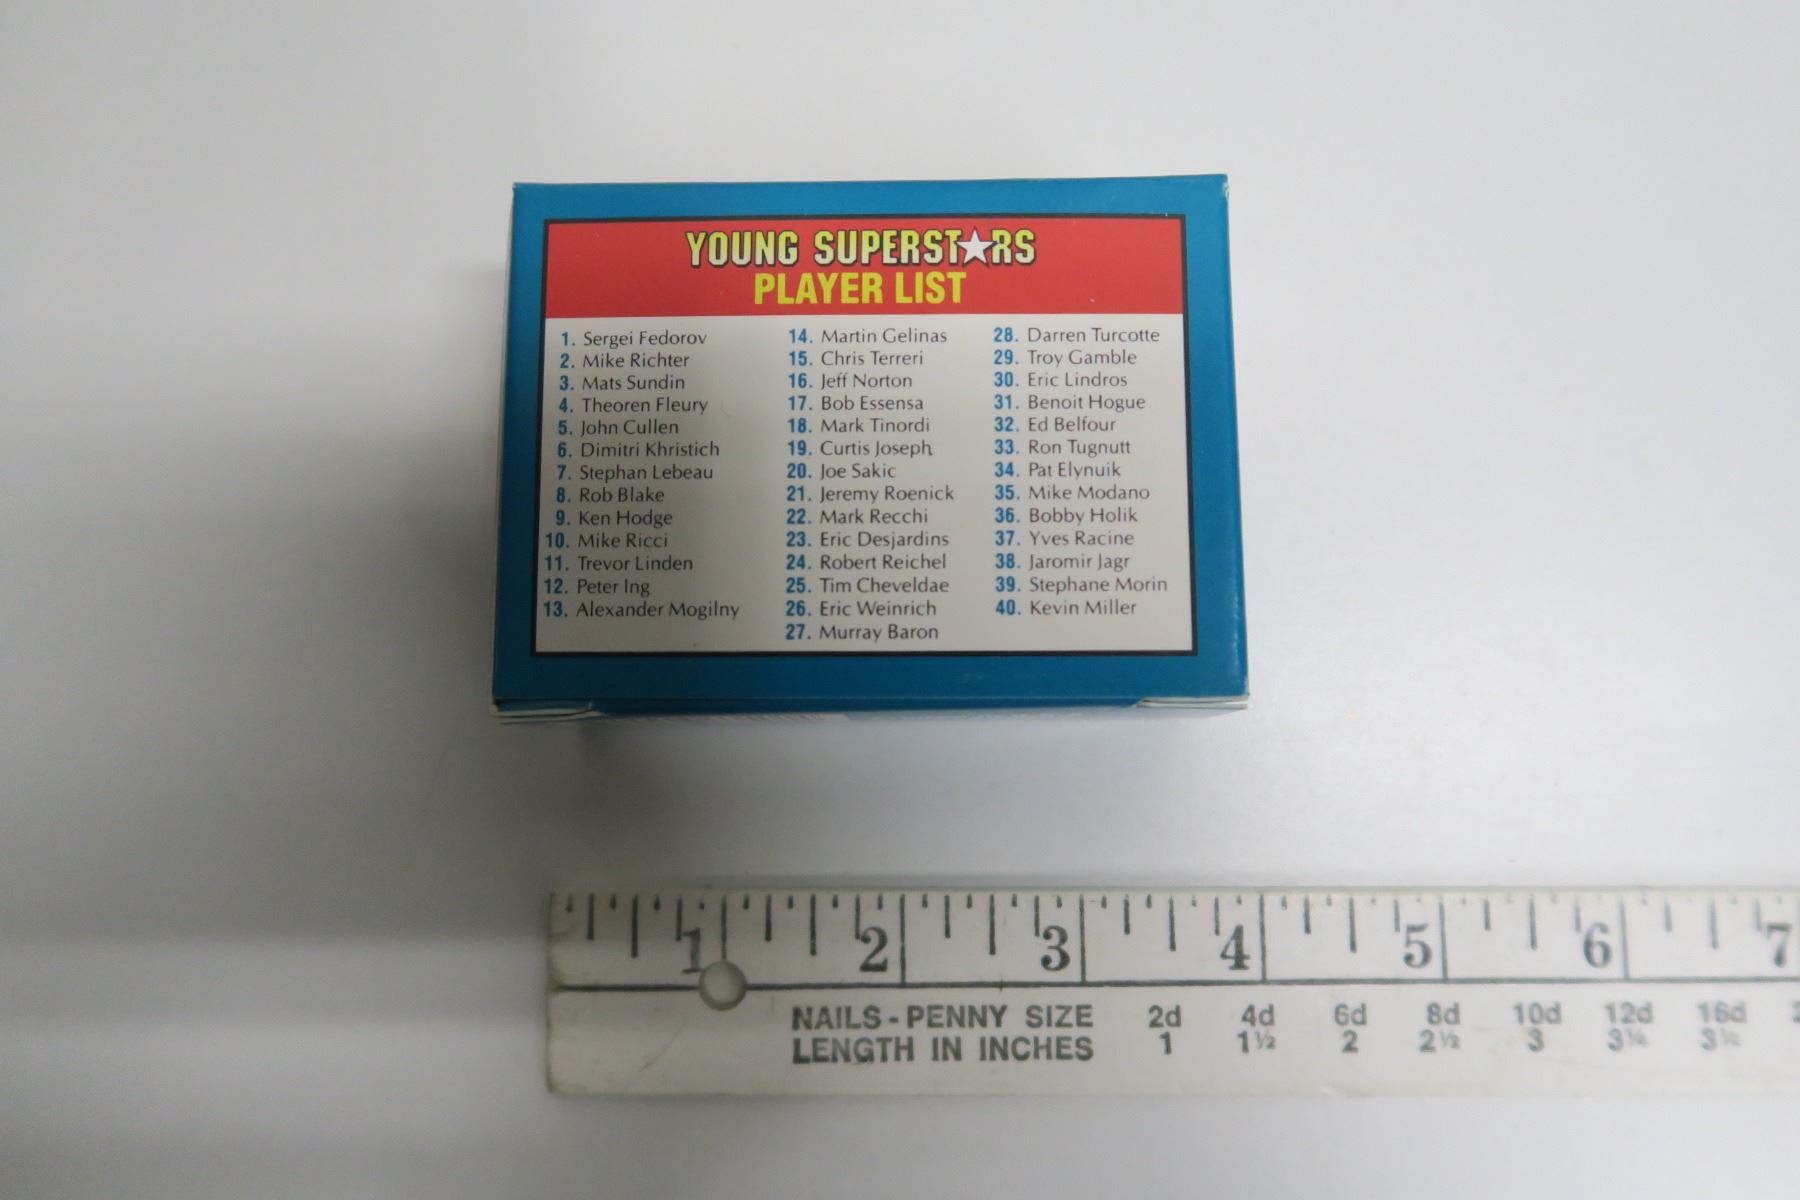 YOUNG SUPERST★RS
PLAYER LIST
1. Sergei Fedorov
2. Mike Richter
3. Mats Sundin
4. Theoren Fleury
5. John Cullen
6. Dimitri Khristich
7. Stephan Lebeau
8. Rob Blake
9. Ken Hodge
10. Mike Ricci
11. Trevor Linden
12. Peter Ing
13. Alexander Mogilny
14. Martin Gelinas
15. Chris Terreri
16. Jeff Norton
17. Bob Essensa
18. Mark Tinordi
19. Curtis Joseph
20. Joe Sakic
21. Jeremy Roenick
22. Mark Recchi
23. Eric Desjardins
24. Robert Reichel
25. Tim Cheveldae
26. Eric Weinrich
27. Murray Baron
28. Darren Turcotte
29. Troy Gamble
30. Eric Lindros
31. Benoit Hogue
32. Ed Belfour
33. Ron Tugnutt
34. Pat Elynuik
35. Mike Modano
36. Bobby Holik
37. Yves Racine
38. Jaromir Jagr
39. Stephane Morin
40. Kevin Miller
1 2 3 4 5 6 7
NAILS - PENNY SIZE 2d 4d 6d 8d 10d 12d 16d
LENGTH IN INCHES 1 1½ 2 2½ 3 3¼ 3½